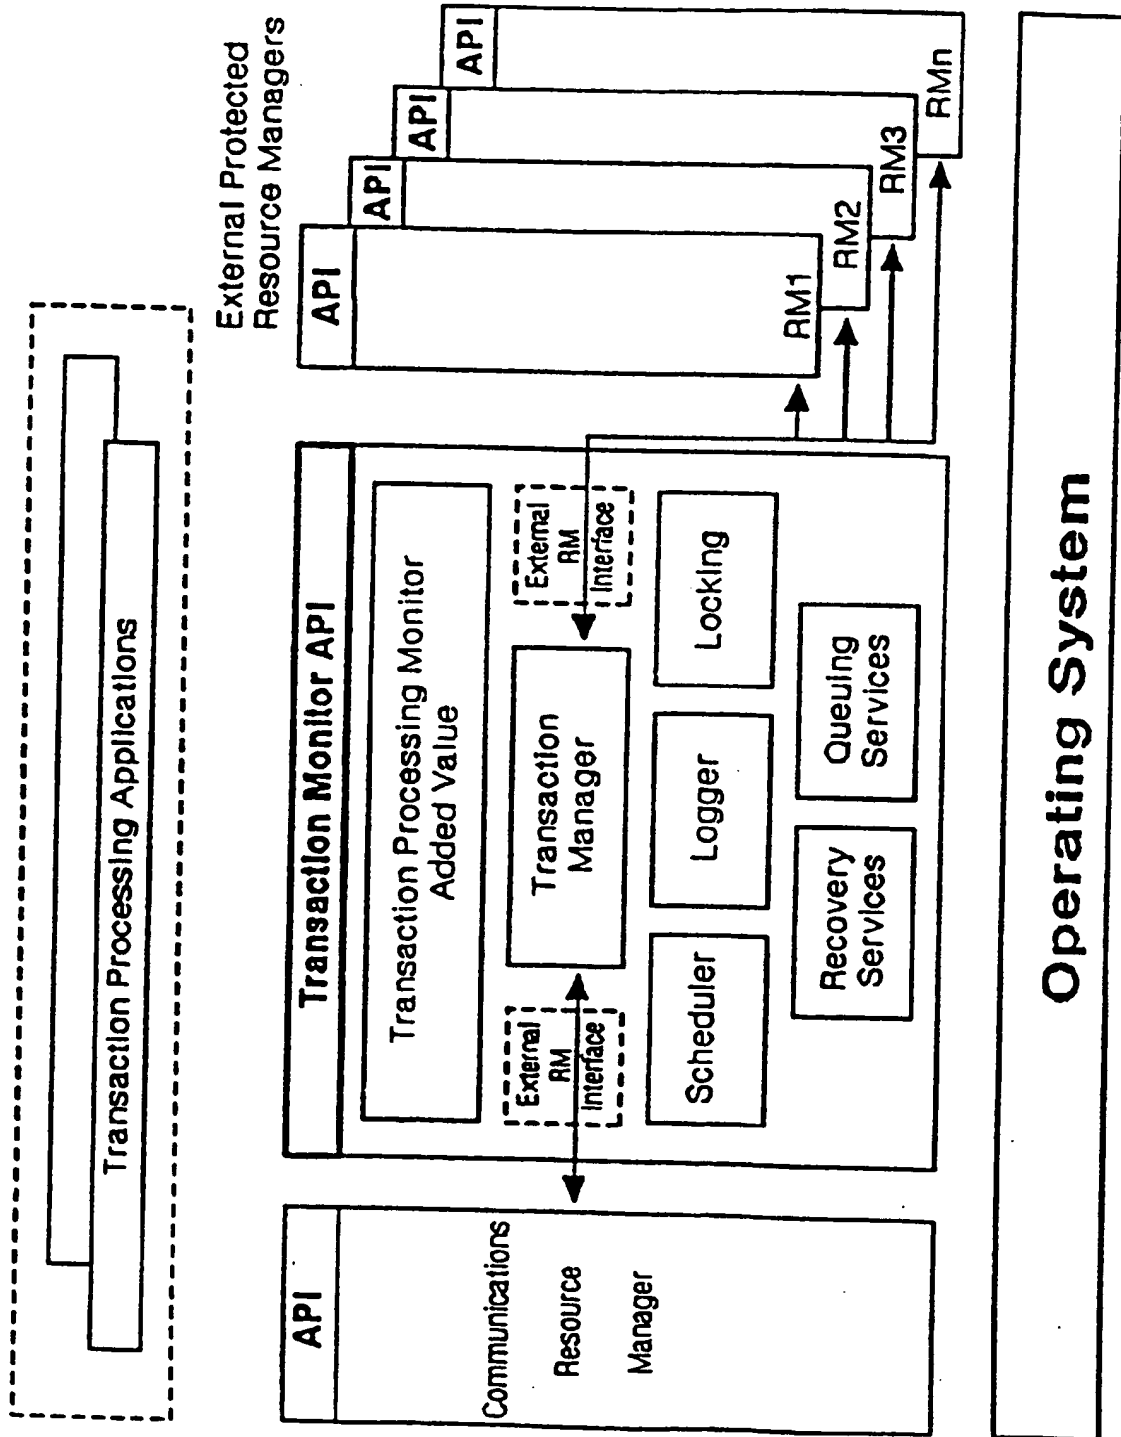 Transaction Processing Applications
External Protected
Resource Managers
API
Communications
Resource
Manager
Transaction Monitor API
Transaction Processing Monitor
Added Value
External
RM
Interface
Transaction
Manager
External
RM
Interface
Scheduler
Logger
Locking
Recovery
Services
Queuing
Services
API
API
API
API
RM1
RM2
RM3
RMn
Operating System